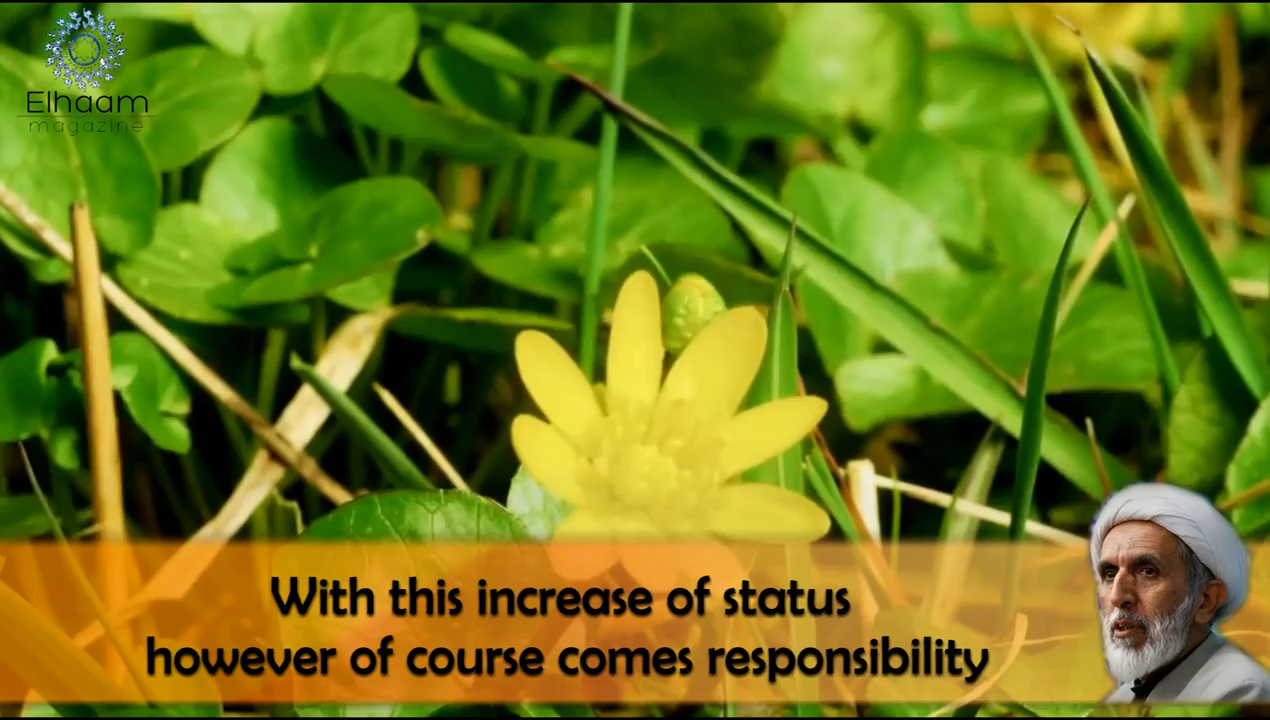 Elhaam
magazine
With this increase of status
however of course comes responsibility